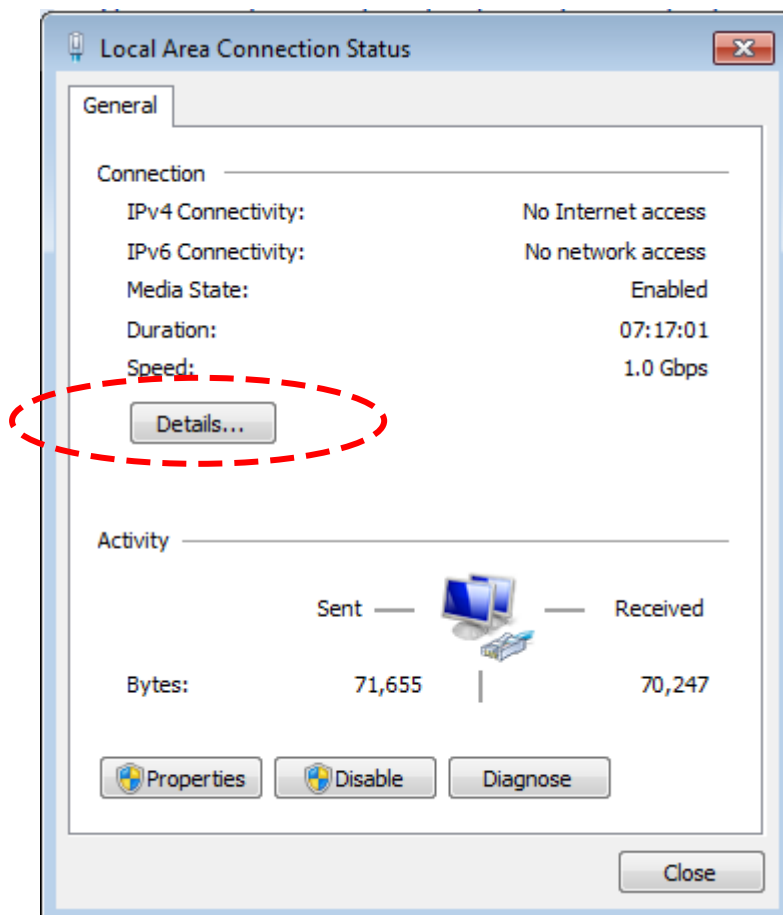 Local Area Connection Status
General
Connection
IPv4 Connectivity: No Internet access
IPv6 Connectivity: No network access
Media State: Enabled
Duration: 07:17:01
Speed: 1.0 Gbps
Details...
Activity
Sent Received
Bytes: 71,655 70,247
Properties Disable Diagnose
Close